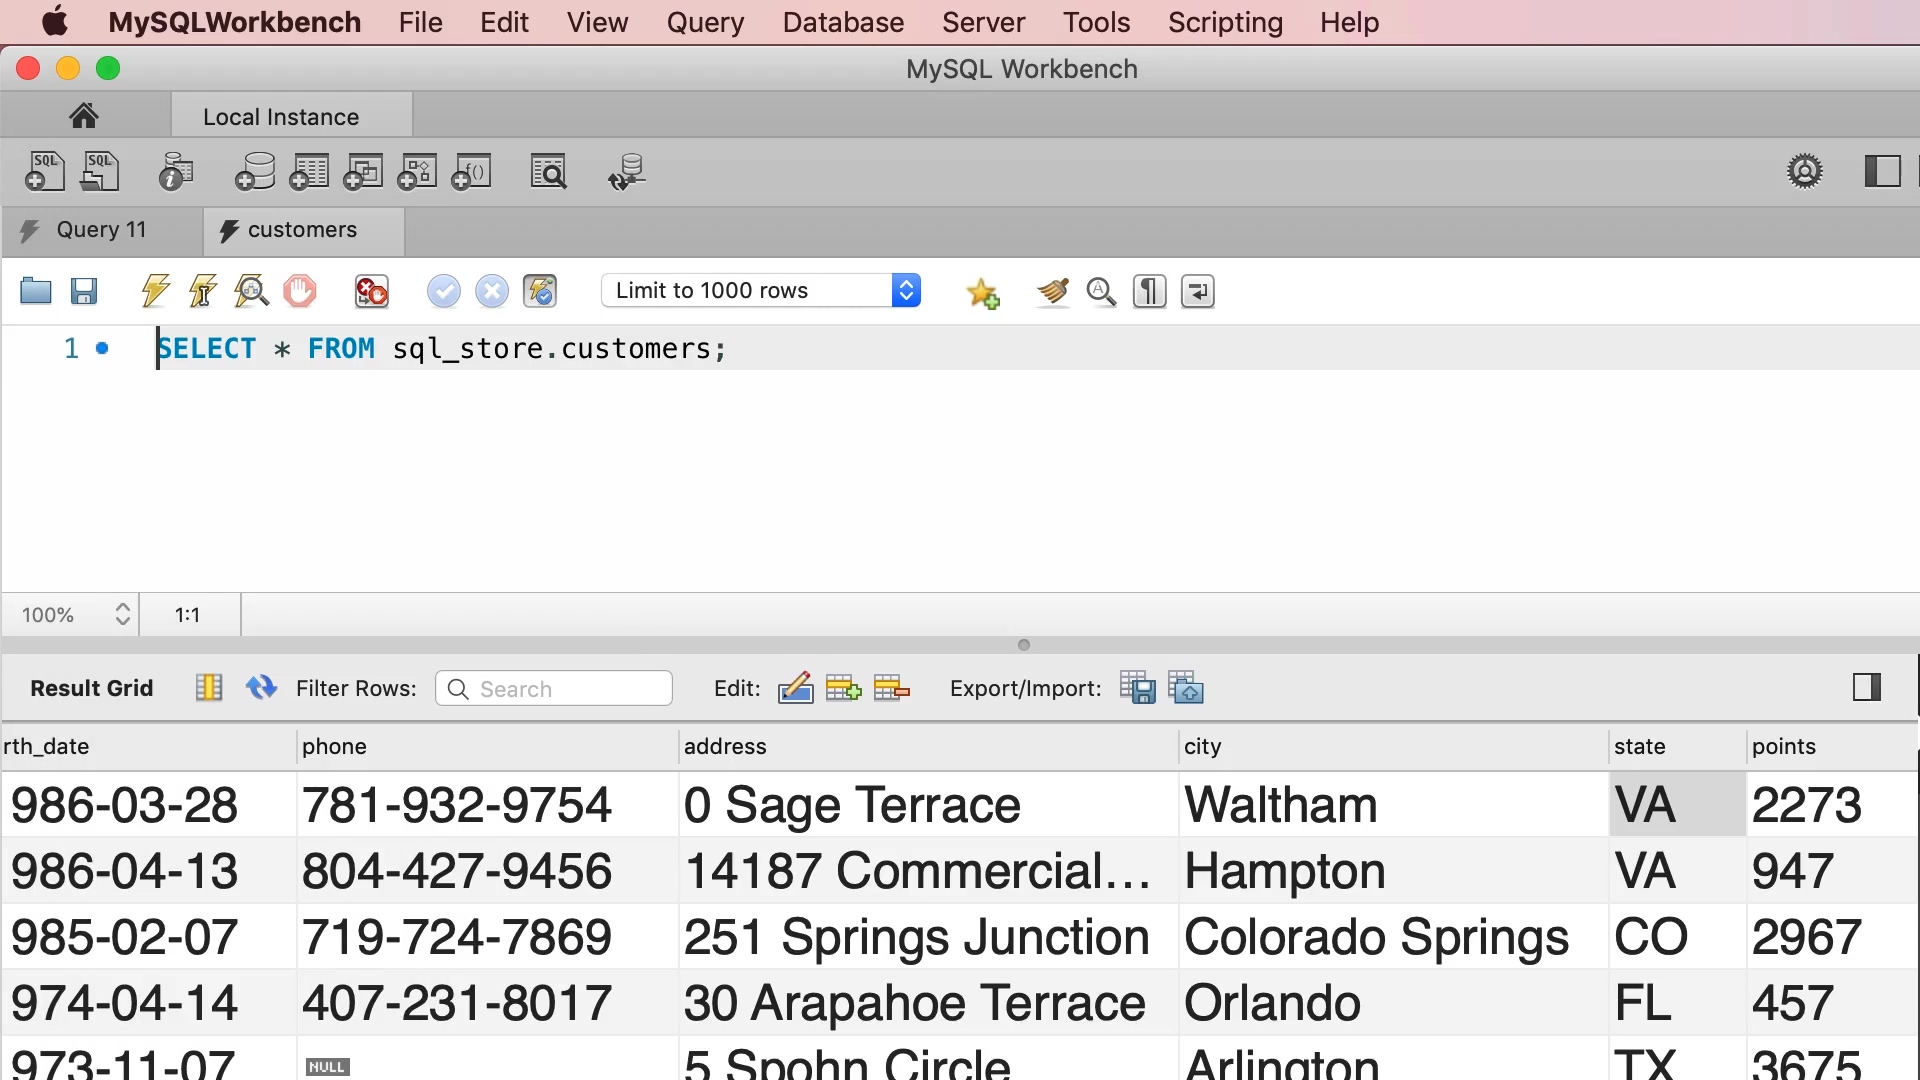 MySQLWorkbench File Edit View Query Database Server Tools Scripting Help
MySQL Workbench
Local Instance
SQL SQL
Query 11 customers
Limit to 1000 rows
1 SELECT * FROM sql_store.customers;
100% 1:1
Result Grid Filter Rows: Search Edit: Export/Import:
rth_date phone address city state points
986-03-28 781-932-9754 0 Sage Terrace Waltham VA 2273
986-04-13 804-427-9456 14187 Commercial... Hampton VA 947
985-02-07 719-724-7869 251 Springs Junction Colorado Springs CO 2967
974-04-14 407-231-8017 30 Arapahoe Terrace Orlando FL 457
973-11-07 NULL 5 Spohn Circle Arlington TX 3675